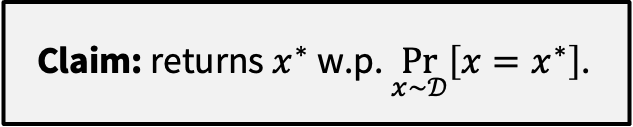 Claim: returns x* w.p. Pr_{x∼𝒟}[x = x*].